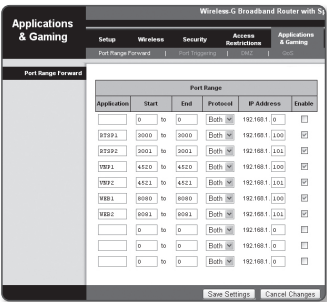 Wireless-G Broadband Router with Sp
Applications
& Gaming
Setup Wireless Security Access Restrictions Applications & Gaming
Port Range Forward | Port Triggering | DMZ | QoS
Port Range Forward
Port Range
Application Start End Protocol IP Address Enable
0 to 0 Both 192.168.1. 0
RTSP1 3000 to 3000 Both 192.168.1. 100
RTSP2 3001 to 3001 Both 192.168.1. 101
VNP1 4520 to 4520 Both 192.168.1. 100
VNP2 4521 to 4521 Both 192.168.1. 101
WEB1 8080 to 8080 Both 192.168.1. 100
WEB2 8081 to 8081 Both 192.168.1. 101
0 to 0 Both 192.168.1. 0
0 to 0 Both 192.168.1. 0
0 to 0 Both 192.168.1. 0
Save Settings Cancel Changes